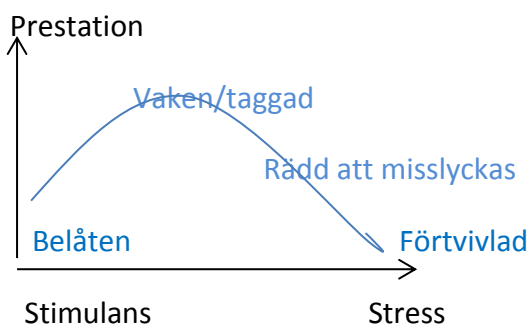 Prestation
Vaken/taggad
Rädd att misslyckas
Belåten
Förtvivlad
Stimulans
Stress